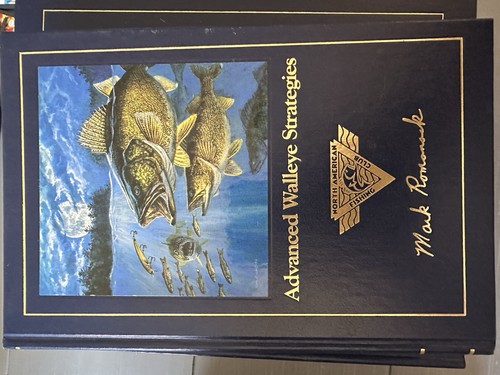 Advanced Walleye Strategies
NORTH AMERICAN
FISHING
CLUB
Mark Romanack